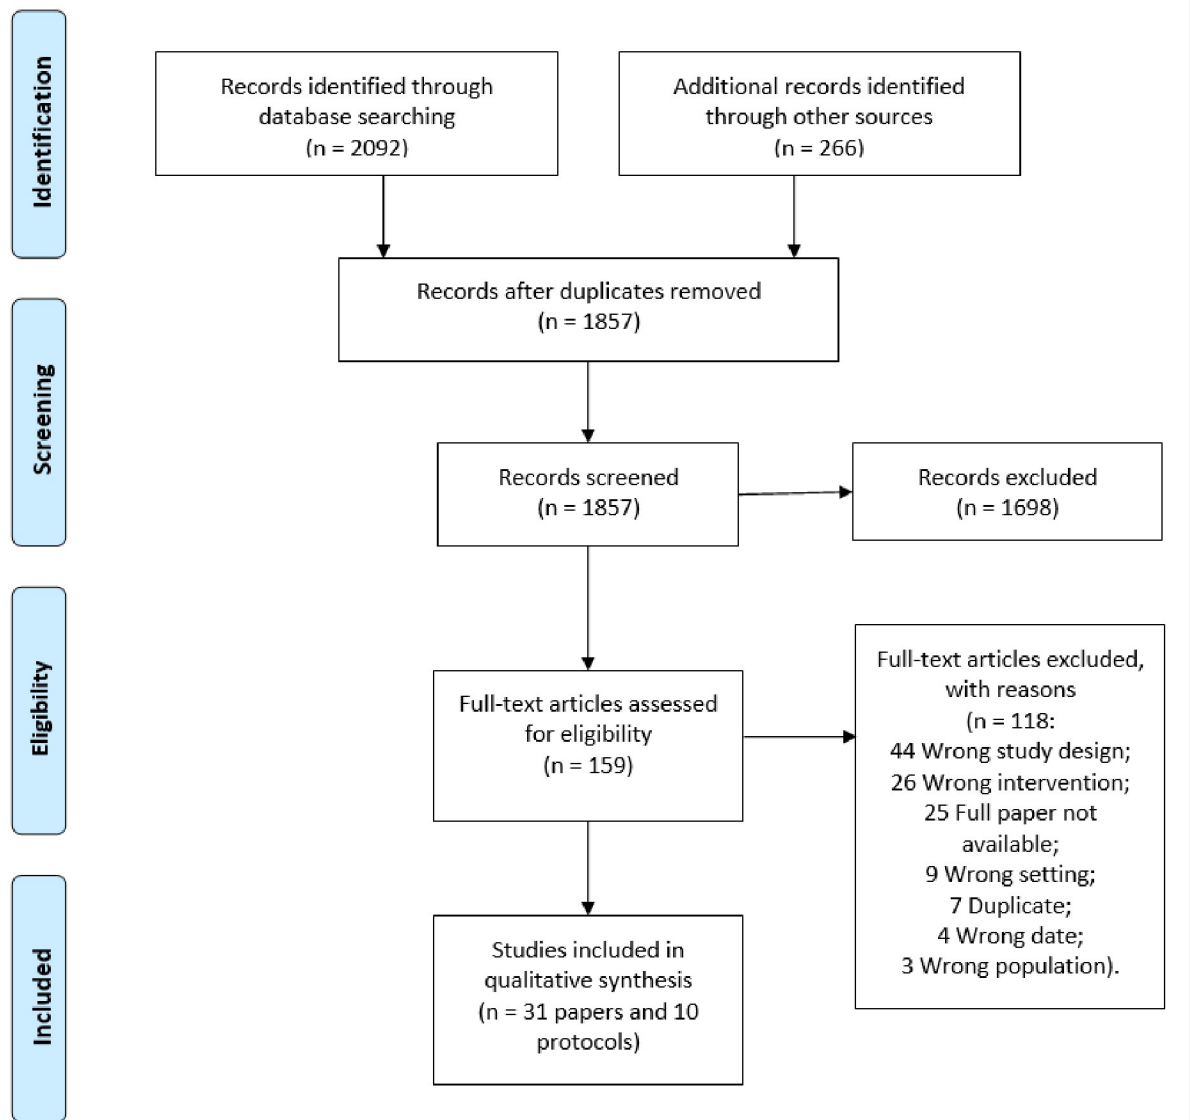 Identification
Records identified through
database searching
(n = 2092)
Additional records identified
through other sources
(n = 266)
Records after duplicates removed
(n = 1857)
Screening
Records screened
(n = 1857)
Records excluded
(n = 1698)
Eligibility
Full-text articles assessed
for eligibility
(n = 159)
Full-text articles excluded,
with reasons
(n = 118:
44 Wrong study design;
26 Wrong intervention;
25 Full paper not
available;
9 Wrong setting;
7 Duplicate;
4 Wrong date;
3 Wrong population).
Included
Studies included in
qualitative synthesis
(n = 31 papers and 10
protocols)